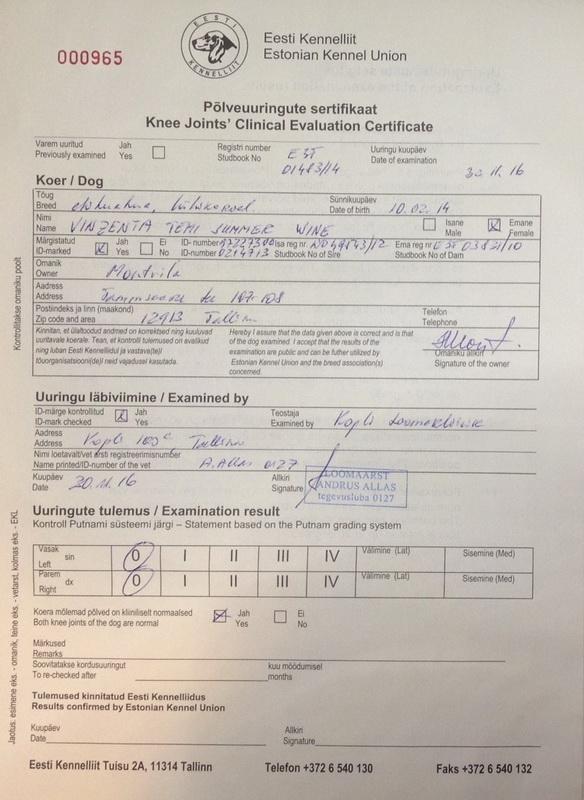 EESTI KENNELLIIT
000965
Eesti Kennelliit
Estonian Kennel Union
Põlveuuringute sertifikaat
Knee Joints' Clinical Evaluation Certificate
Varem uuritud Jah Registri number EST Uuringu kuupäev
Previously examined Yes Studbook No 01483/14 Date of examination 30.11.16
Koer / Dog
Tõug Sünnikuupäev
Breed chihuahua, Date of birth 10.02.14
Nimi Isane Emane
Name VINZENTA TEMI SUMMER WINE Male Female
Märgistatud Jah Ei ID-number Isa reg nr. Ema reg nr EST 03821/10
ID-marked Yes No ID-number Studbook No of Sire Studbook No of Dam
Omanik
Owner
Aadress
Address 107-108
Postiindeks ja linn (maakond) Telefon
Zip code and area 12913 Tallinn Telephone
Kinnitan, et ülaltoodud andmed on korrektsed ning kuuluvad
uuritavale koerale. Tean, et kontrolli tulemused on avalikud
ning luban Eesti Kennelliidul ja vastava(te)l
tõuorganisatsiooni(de)l neid vajadusel kasutada.
Hereby I assure that the data given above is correct and is that
of the dog examined. I accept that the results of the
examination are public and can be futher utilized by
Estonian Kennel Union and the breed association(s)
concerned.
Omaniku allkiri
Signature of the owner
Kontrollitakse omaniku poolt
Uuringu läbiviimine / Examined by
ID-märge kontrollitud Jah Teostaja
ID-mark checked Yes Examined by Kopli Loomakliinik
Aadress
Address Kopli Tallinn
Nimi loetavalt/vet arsti registreerimisnumber
Name printed/ID-number of the vet A. Allas 0127
Kuupäev Allkiri
Date 30.11.16 Signature
LOOMAARST
ANDRUS ALLAS
tegevusluba 0127
Uuringute tulemus / Examination result
Kontroll Putnami süsteemi järgi – Statement based on the Putnam grading system
Vasak sin Left 0 I II III IV Välimine (Lat) Sisemine (Med)
Parem dx Right 0 I II III IV Välimine (Lat) Sisemine (Med)
Koera mõlemad põlved on kliiniliselt normaalsed Jah Ei
Both knee joints of the dog are normal Yes No
Märkused
Remarks
Soovitatakse kordusuuringut kuu möödumisel
To re-checked after months
Tulemused kinnitatud Eesti Kennelliidus
Results confirmed by Estonian Kennel Union
Kuupäev Allkiri
Date Signature
Jaotus: esimene eks. - omanik, teine eks. - vetarst, kolmas eks. - EKL
Eesti Kennelliit Tuisu 2A, 11314 Tallinn Telefon +372 6 540 130 Faks +372 6 540 132